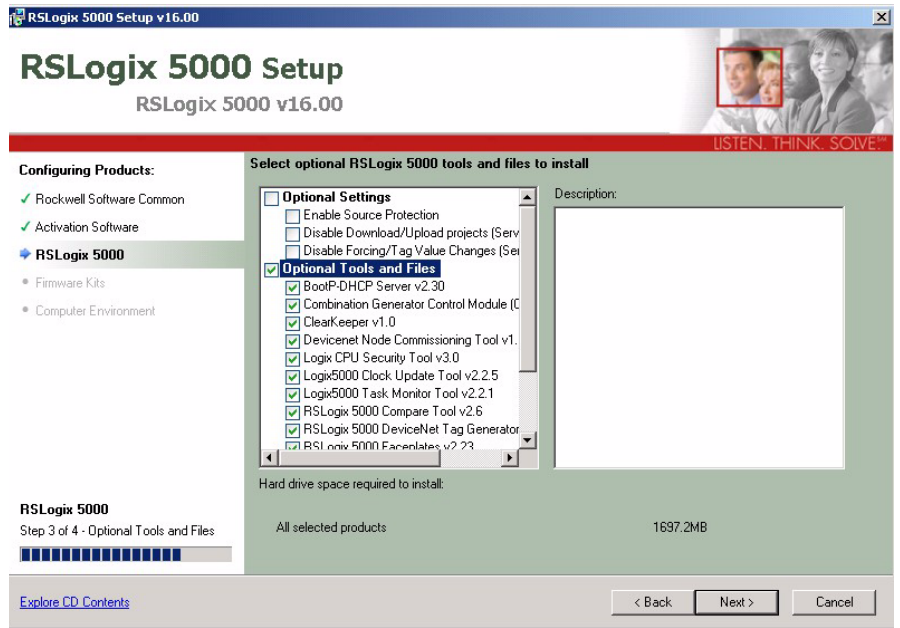 RSLogix 5000 Setup v16.00
RSLogix 5000 Setup
RSLogix 5000 v16.00
LISTEN. THINK. SOLVE.℠
Configuring Products:
Rockwell Software Common
Activation Software
RSLogix 5000
Firmware Kits
Computer Environment
Select optional RSLogix 5000 tools and files to install
Optional Settings
Enable Source Protection
Disable Download/Upload projects (Serv
Disable Forcing/Tag Value Changes (Ser
Optional Tools and Files
BootP-DHCP Server v2.30
Combination Generator Control Module (C
ClearKeeper v1.0
Devicenet Node Commissioning Tool v1.
Logix CPU Security Tool v3.0
Logix5000 Clock Update Tool v2.2.5
Logix5000 Task Monitor Tool v2.2.1
RSLogix 5000 Compare Tool v2.6
RSLogix 5000 DeviceNet Tag Generator
RSLogix 5000 Faceplates v2.23
Description:
Hard drive space required to install:
All selected products 1697.2MB
RSLogix 5000
Step 3 of 4 - Optional Tools and Files
Explore CD Contents
< Back
Next >
Cancel